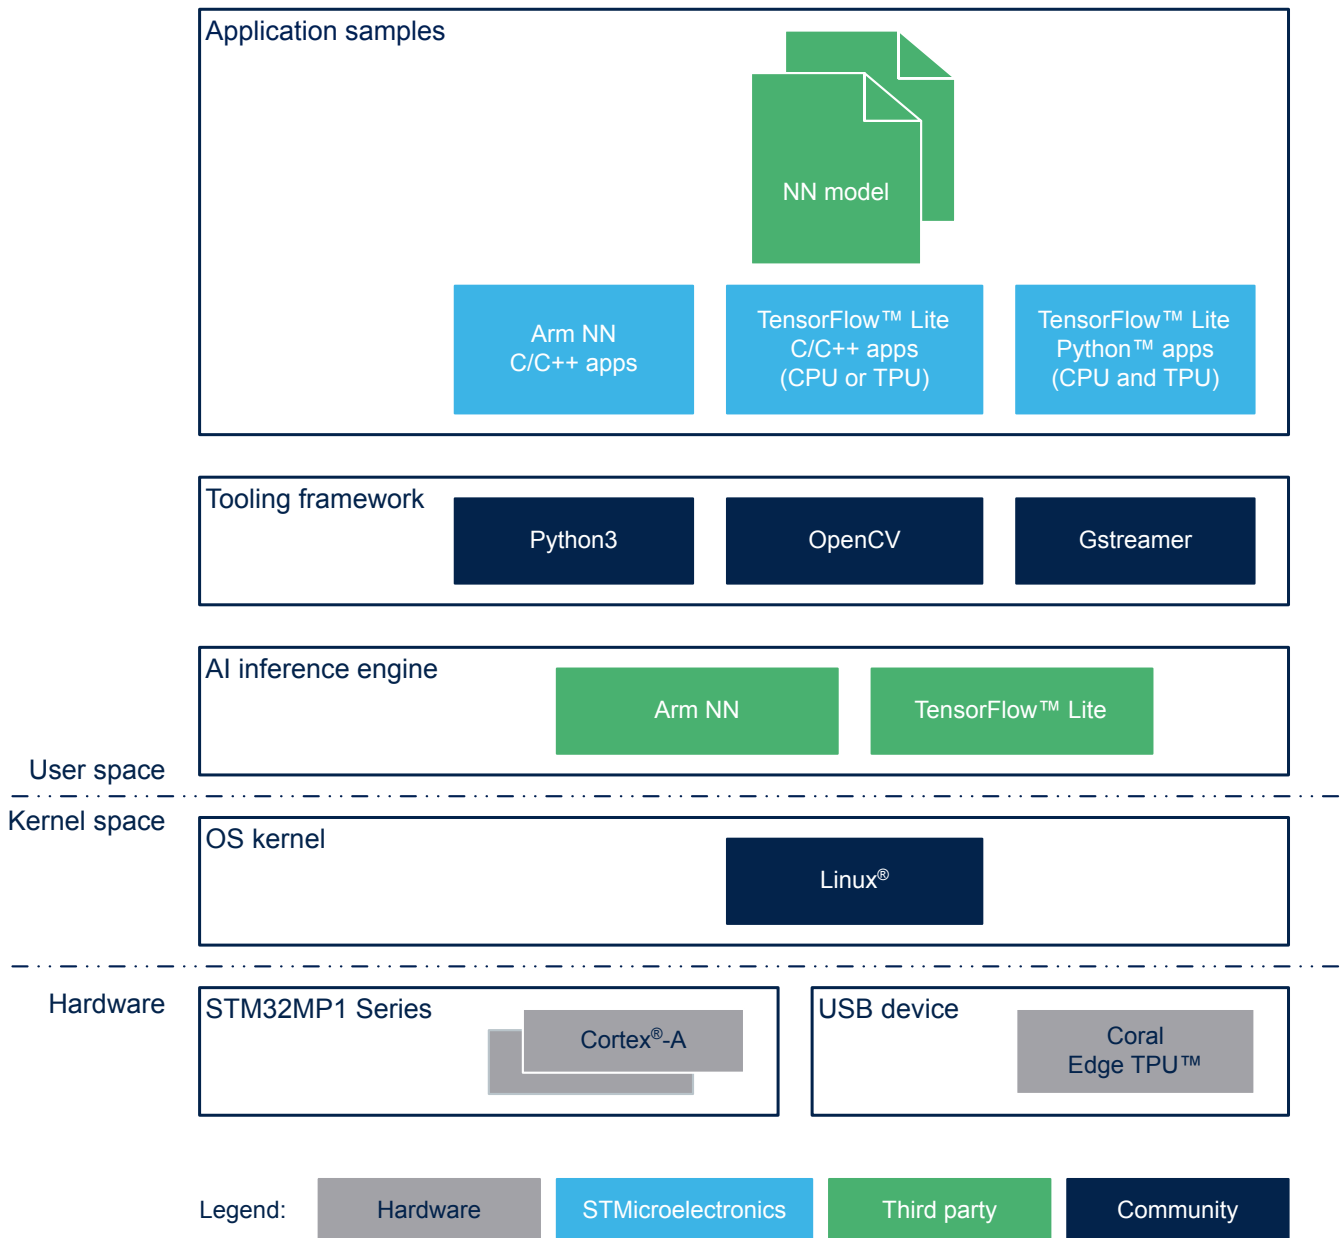 Application samples
NN model
Arm NN
C/C++ apps
TensorFlow™ Lite
C/C++ apps
(CPU or TPU)
TensorFlow™ Lite
Python™ apps
(CPU and TPU)
Tooling framework
Python3
OpenCV
Gstreamer
AI inference engine
Arm NN
TensorFlow™ Lite
User space
Kernel space
OS kernel
Linux®
Hardware
STM32MP1 Series
Cortex®-A
USB device
Coral
Edge TPU™
Legend:
Hardware
STMicroelectronics
Third party
Community